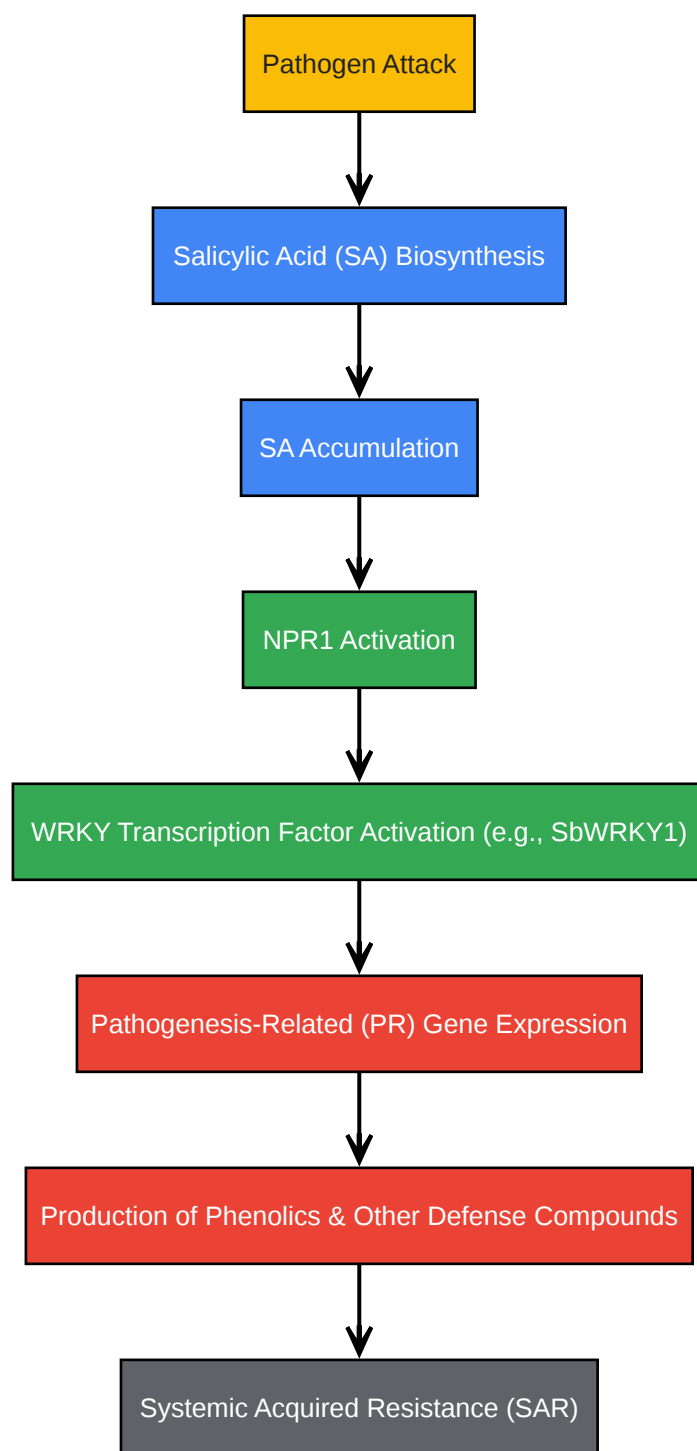 Pathogen Attack
Salicylic Acid (SA) Biosynthesis
SA Accumulation
NPR1 Activation
WRKY Transcription Factor Activation (e.g., SbWRKY1)
Pathogenesis-Related (PR) Gene Expression
Production of Phenolics & Other Defense Compounds
Systemic Acquired Resistance (SAR)